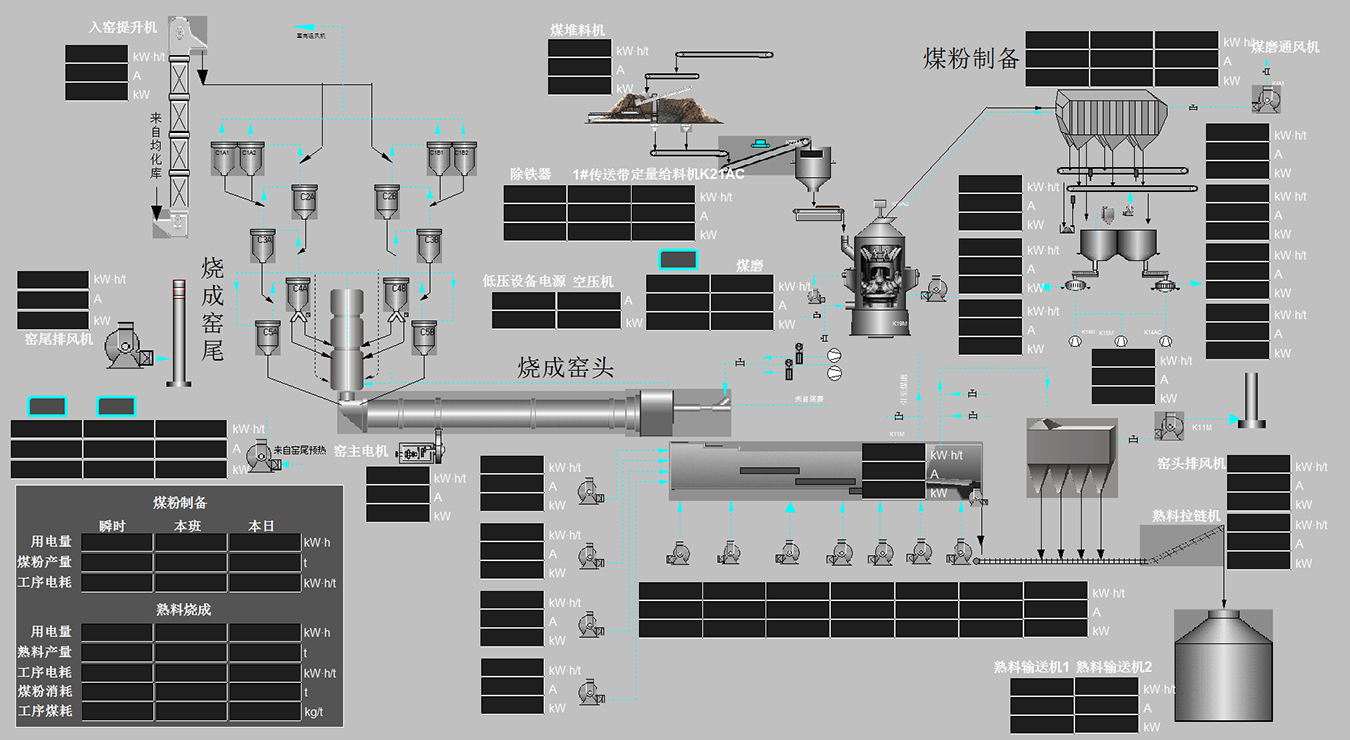 入窑提升机
kW·h/t
A
kW
来自均化库
C1A1
C1A2
C1B1
C1B2
C2A
C2B
C3A
C3B
C4A
C4B
C5A
C5B
烧成窑尾
kW·h/t
A
kW
窑尾排风机
kW·h/t
A
kW
来自窑尾预热
窑主电机
kW·h/t
A
kW
煤堆料机
kW·h/t
A
kW
除铁器
1#传送带定量给料机K21AC
kW·h/t
A
kW
低压设备电源
空压机
A
kW
煤磨
kW·h/t
A
kW
K19M
烧成窑头
来自煤磨
煤粉制备
kW·h/t
A
kW
煤磨通风机
kW·h/t
A
kW
kW·h/t
A
kW
kW·h/t
A
kW
kW·h/t
A
kW
kW·h/t
A
kW
kW·h/t
A
kW
kW·h/t
A
kW
K14AC
kW·h/t
A
kW
K11M
K11M
窑头排风机
kW·h/t
A
kW
熟料拉链机
kW·h/t
A
kW
kW·h/t
A
kW
kW·h/t
A
kW
kW·h/t
A
kW
kW·h/t
A
kW
kW·h/t
A
kW
kW·h/t
A
kW
熟料输送机1
熟料输送机2
kW·h/t
A
kW
煤粉制备
瞬时
本班
本日
用电量
kW·h
煤粉产量
t
工序电耗
kW·h/t
熟料烧成
用电量
kW·h
熟料产量
t
工序电耗
kW·h/t
煤粉消耗
t
工序煤耗
kg/t